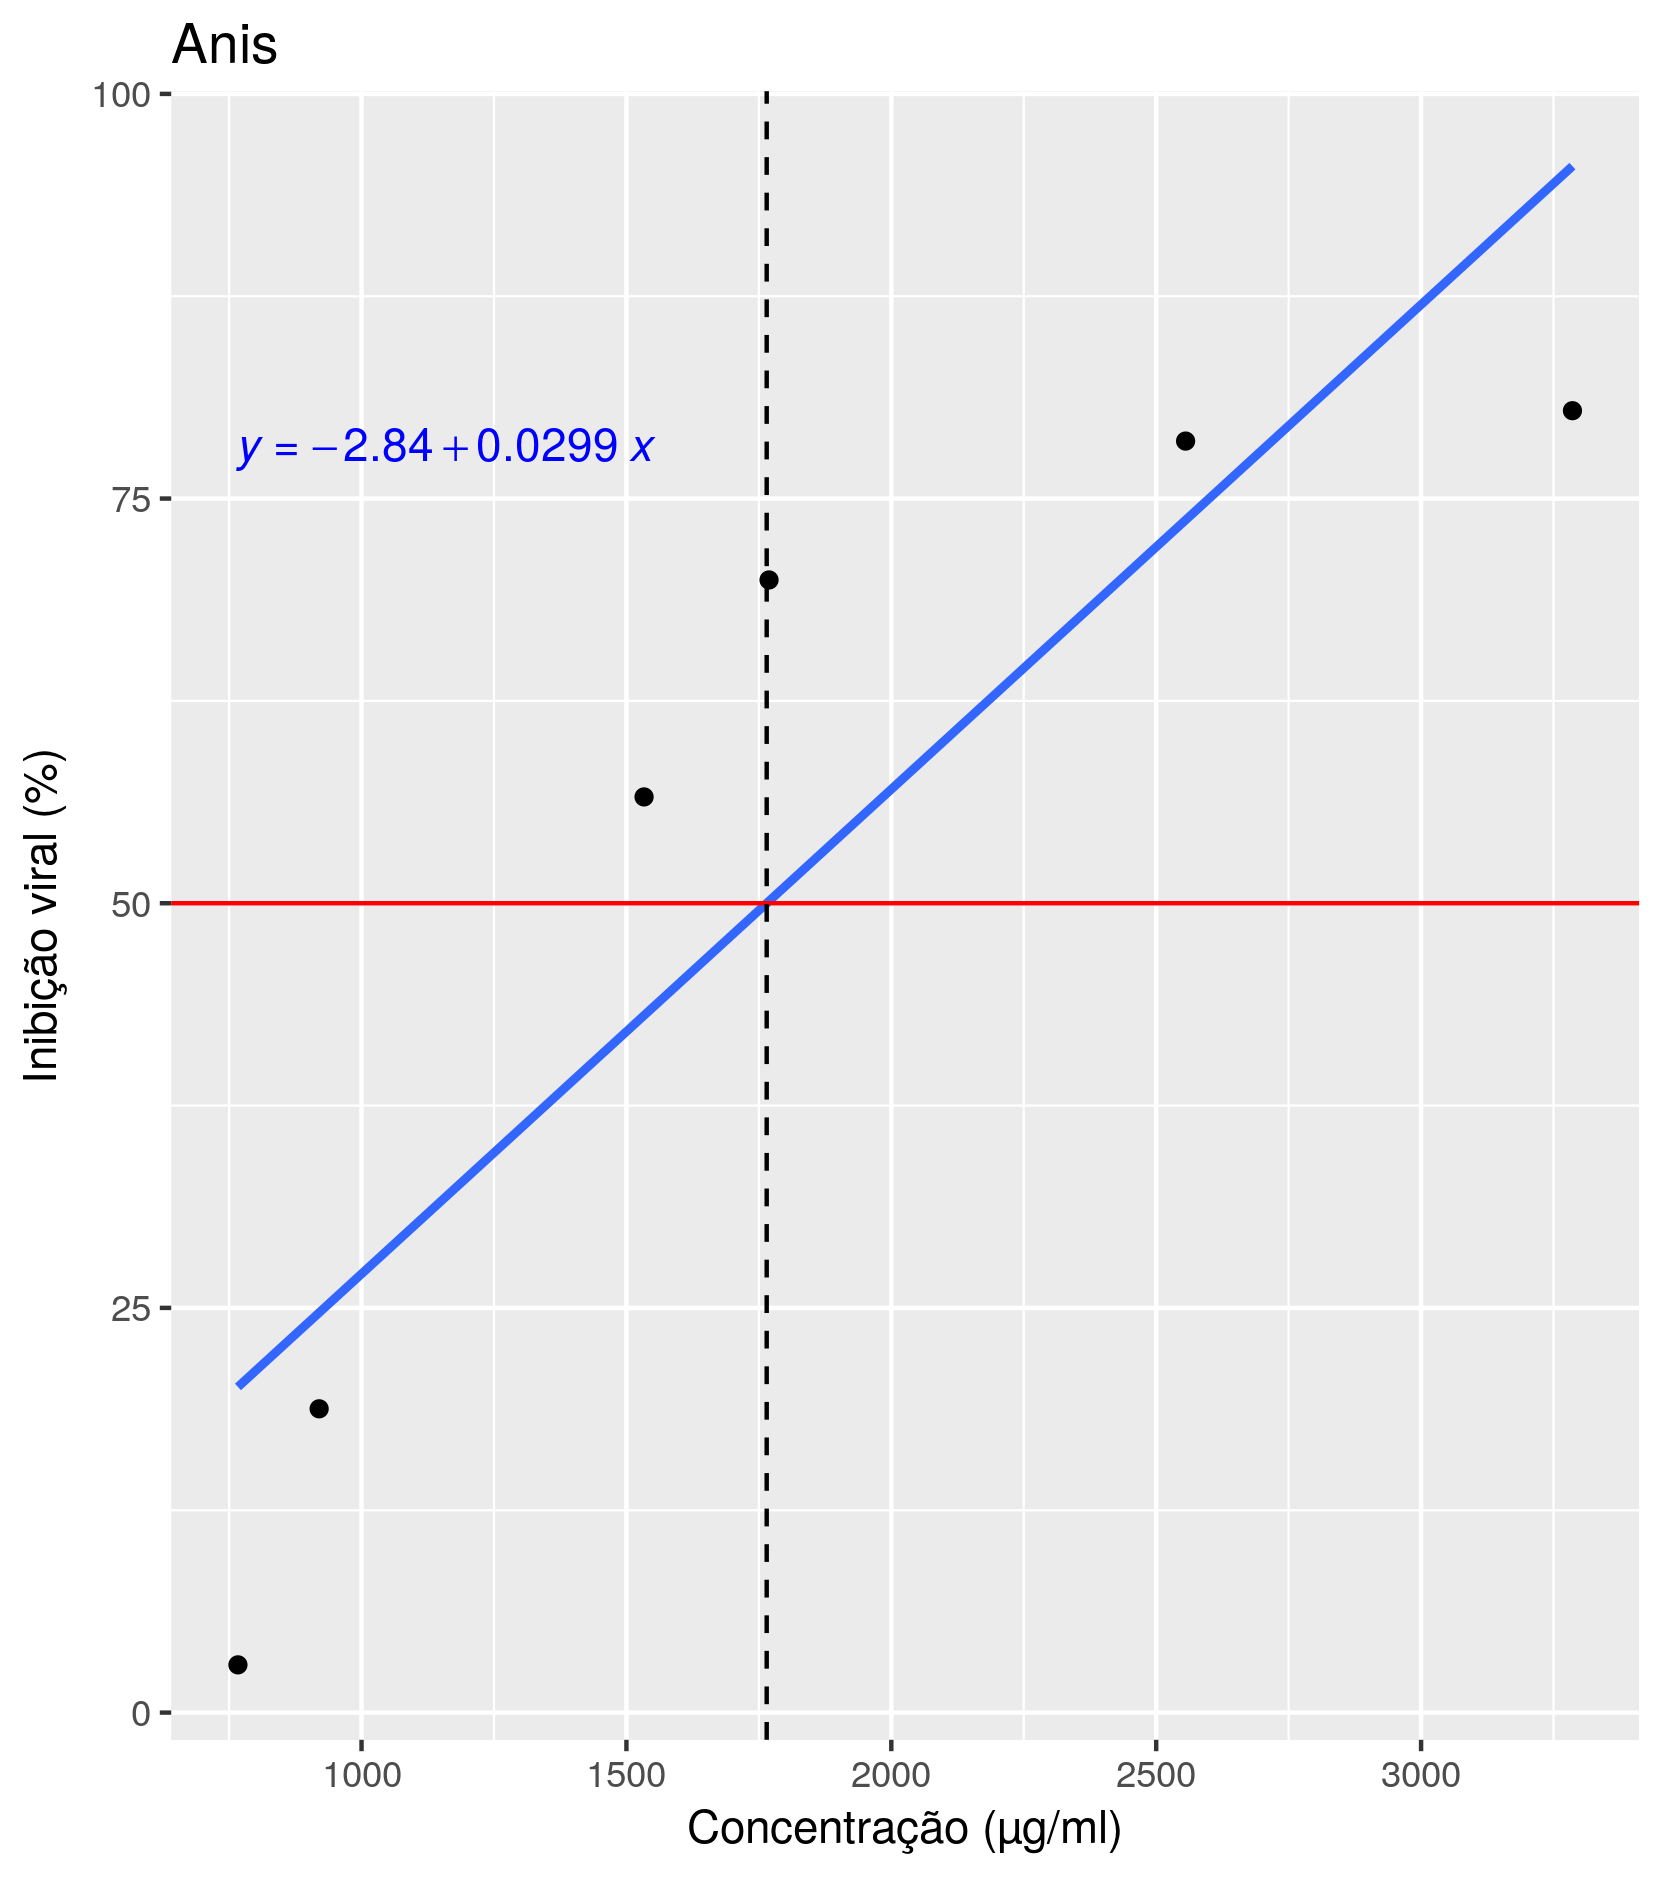 Anis
100
y = −2.84 + 0.0299 x
75
50
25
0
Inibição viral (%)
1000 1500 2000 2500 3000
Concentração (µg/ml)